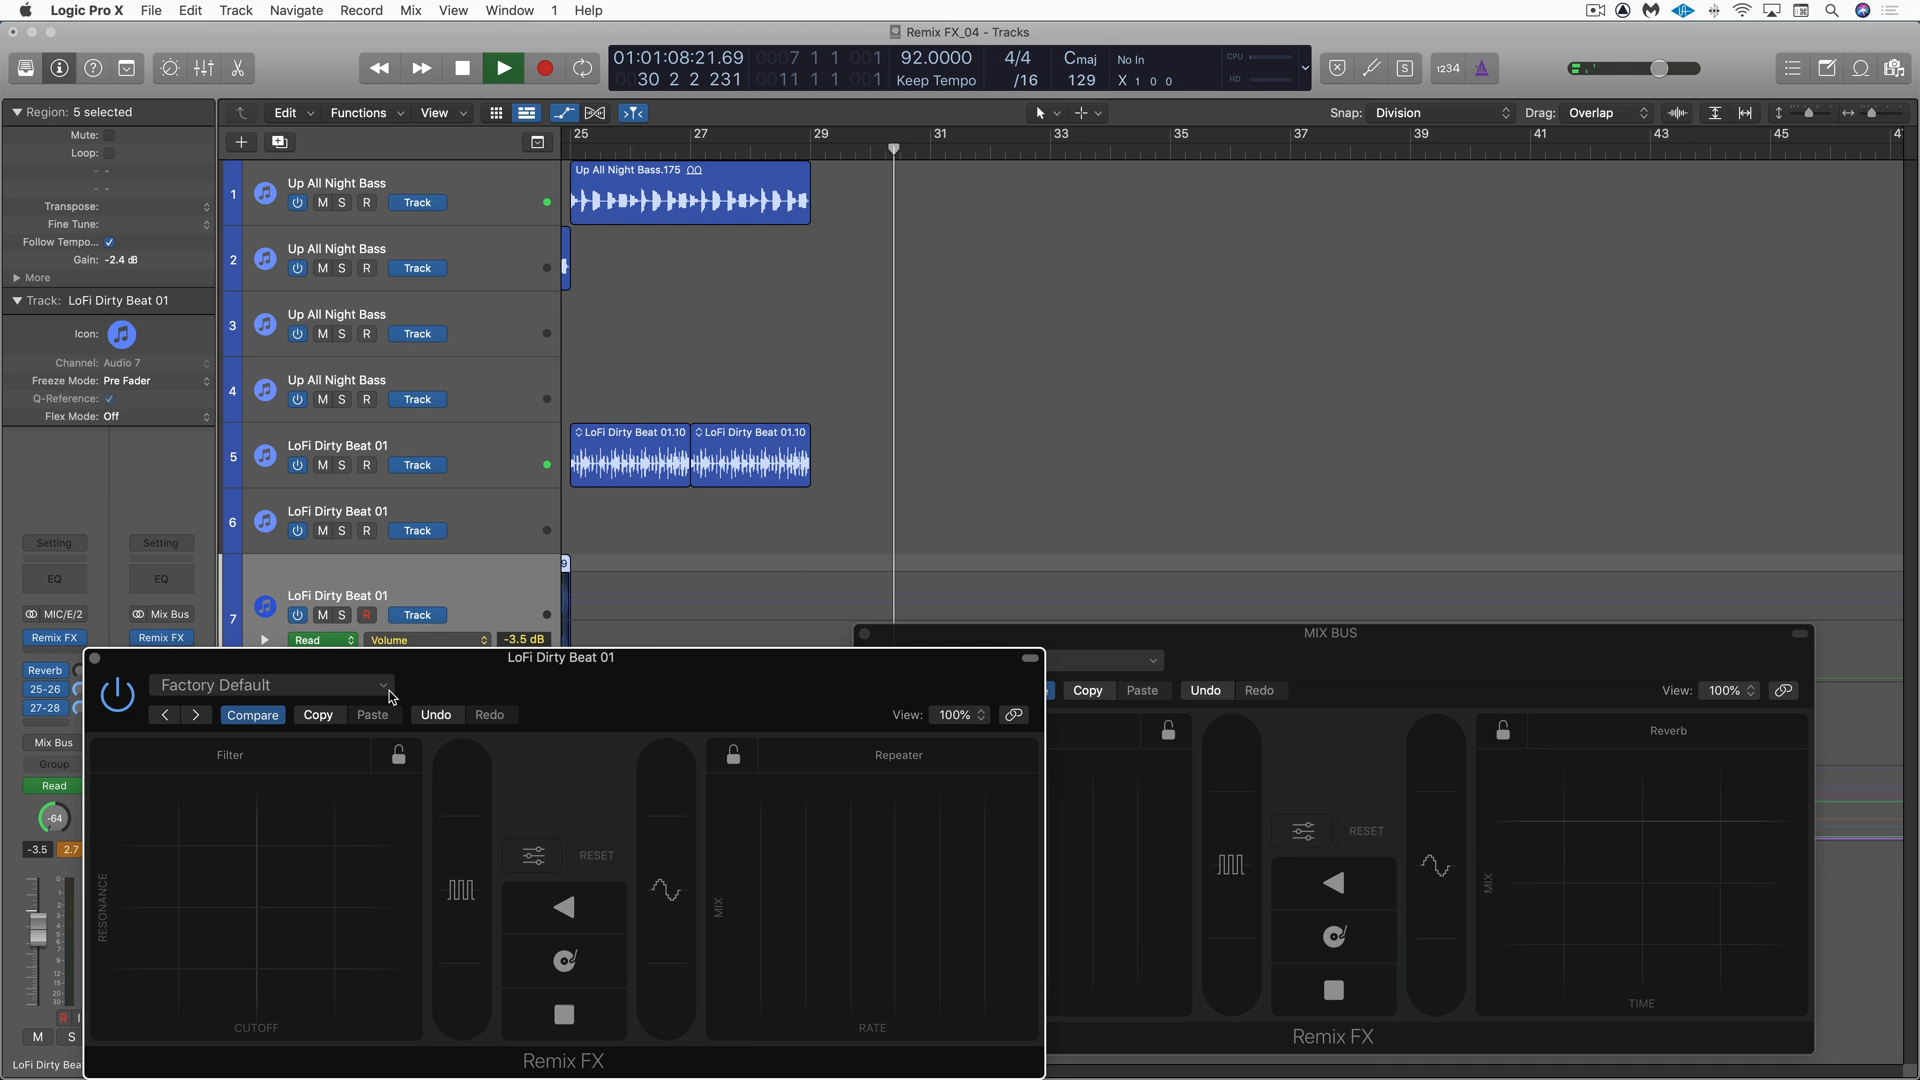 Logic Pro X File Edit Track Navigate Record Mix View Window 1 Help
Remix FX_04 - Tracks
01:01:08:21.69 0007 1 1 001 92.0000 4/4 Cmaj No In CPU
0030 2 2 231 0011 1 1 001 Keep Tempo /16 129 X 1 0 0 HD
S 1234
Region: 5 selected
Mute:
Loop:
Transpose:
Fine Tune:
Follow Tempo...
Gain: -2.4 dB
More
Track: LoFi Dirty Beat 01
Icon:
Channel: Audio 7
Freeze Mode: Pre Fader
Q-Reference:
Flex Mode: Off
Edit Functions View Snap: Division Drag: Overlap
25 27 29 31 33 35 37 39 41 43 45
1 Up All Night Bass
M S R Track
Up All Night Bass.175
2 Up All Night Bass
M S R Track
3 Up All Night Bass
M S R Track
4 Up All Night Bass
M S R Track
5 LoFi Dirty Beat 01
M S R Track
LoFi Dirty Beat 01.10 LoFi Dirty Beat 01.10
6 LoFi Dirty Beat 01
M S R Track
7 LoFi Dirty Beat 01
M S R Track
Read Volume -3.5 dB
9
Setting Setting
EQ EQ
MIC/E/2 Mix Bus
Remix FX Remix FX
Reverb
25-26
27-28
Mix Bus
Group
Read
-64
-3.5 2.7
R I
M S
LoFi Dirty Bea
LoFi Dirty Beat 01
Factory Default
Compare Copy Paste Undo Redo View: 100%
Filter
RESONANCE
CUTOFF
RESET
Repeater
MIX
RATE
Remix FX
MIX BUS
Copy Paste Undo Redo View: 100%
RESET
Reverb
MIX
TIME
Remix FX